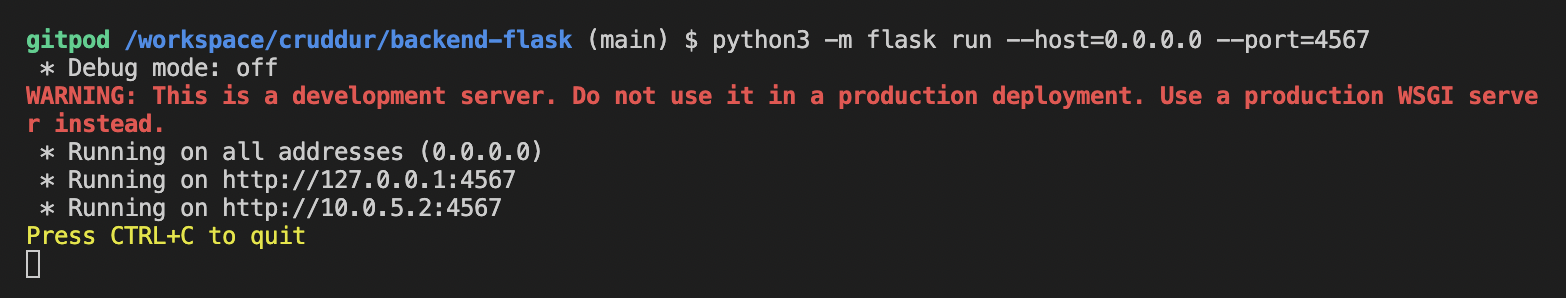 gitpod /workspace/cruddur/backend-flask (main) $ python3 -m flask run --host=0.0.0.0 --port=4567
 * Debug mode: off
WARNING: This is a development server. Do not use it in a production deployment. Use a production WSGI serve
r instead.
 * Running on all addresses (0.0.0.0)
 * Running on http://127.0.0.1:4567
 * Running on http://10.0.5.2:4567
Press CTRL+C to quit